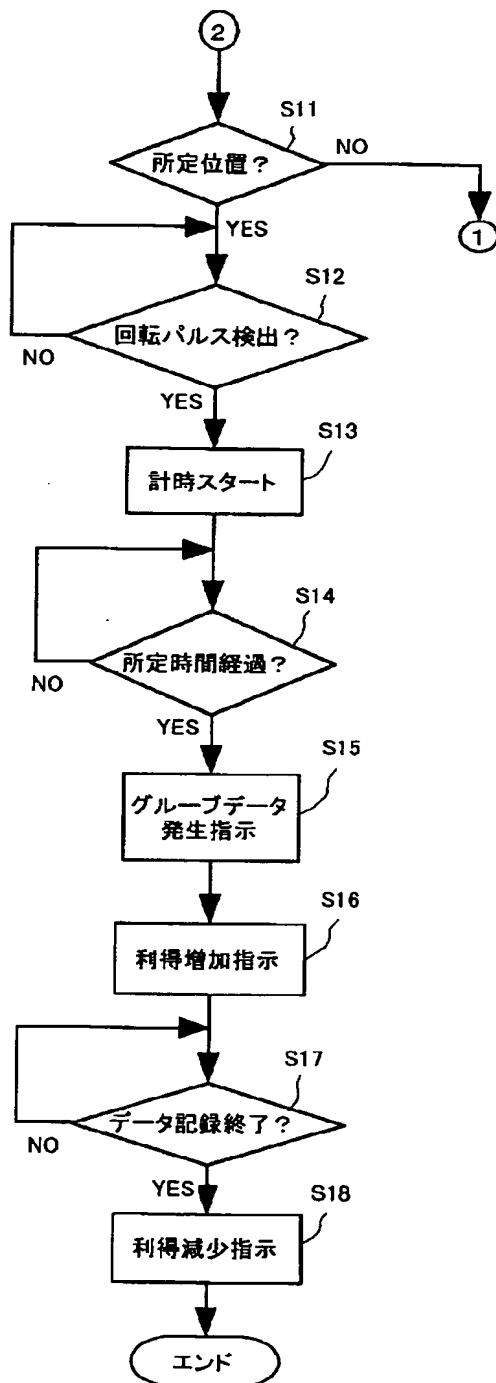 2
S11
所定位置？
NO
YES
1
S12
回転パルス検出？
NO
YES
S13
計時スタート
S14
所定時間経過？
NO
YES
S15
グルーブデータ
発生指示
S16
利得増加指示
S17
データ記録終了？
NO
YES
S18
利得減少指示
エンド